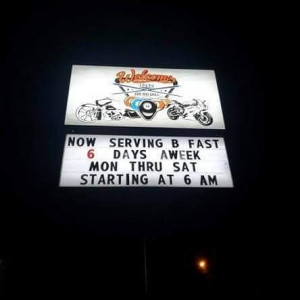 Welcome
NOW SERVING B FAST
6 DAYS AWEEK
MON THRU SAT
STARTING AT 6 AM